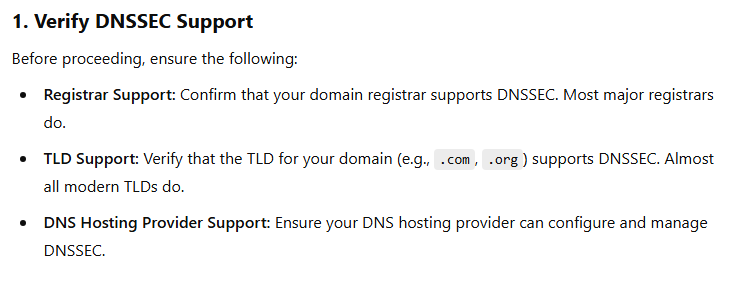 1. Verify DNSSEC Support
Before proceeding, ensure the following:
• Registrar Support: Confirm that your domain registrar supports DNSSEC. Most major registrars
do.
• TLD Support: Verify that the TLD for your domain (e.g., .com, .org) supports DNSSEC. Almost
all modern TLDs do.
• DNS Hosting Provider Support: Ensure your DNS hosting provider can configure and manage
DNSSEC.